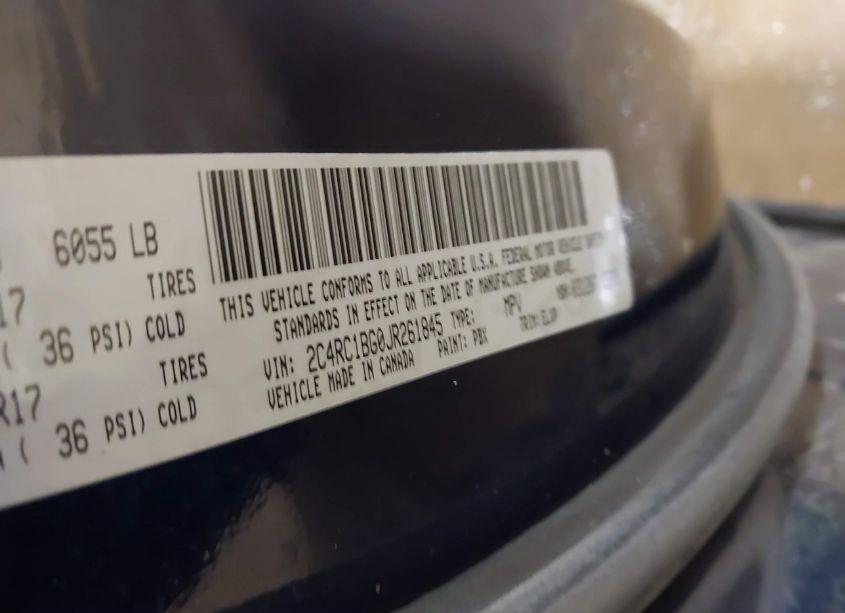 6055 LB
17 TIRES
( 36 PSI) COLD
R17 TIRES
( 36 PSI) COLD
THIS VEHICLE CONFORMS TO ALL APPLICABLE U.S.A. FEDERAL MOTOR VEHICLE SAFETY
STANDARDS IN EFFECT ON THE DATE OF MANUFACTURE SHOWN ABOVE.
VIN: 2C4RC1BG0JR261845 TYPE: MPV
VEHICLE MADE IN CANADA PAINT: PBX TRIM: